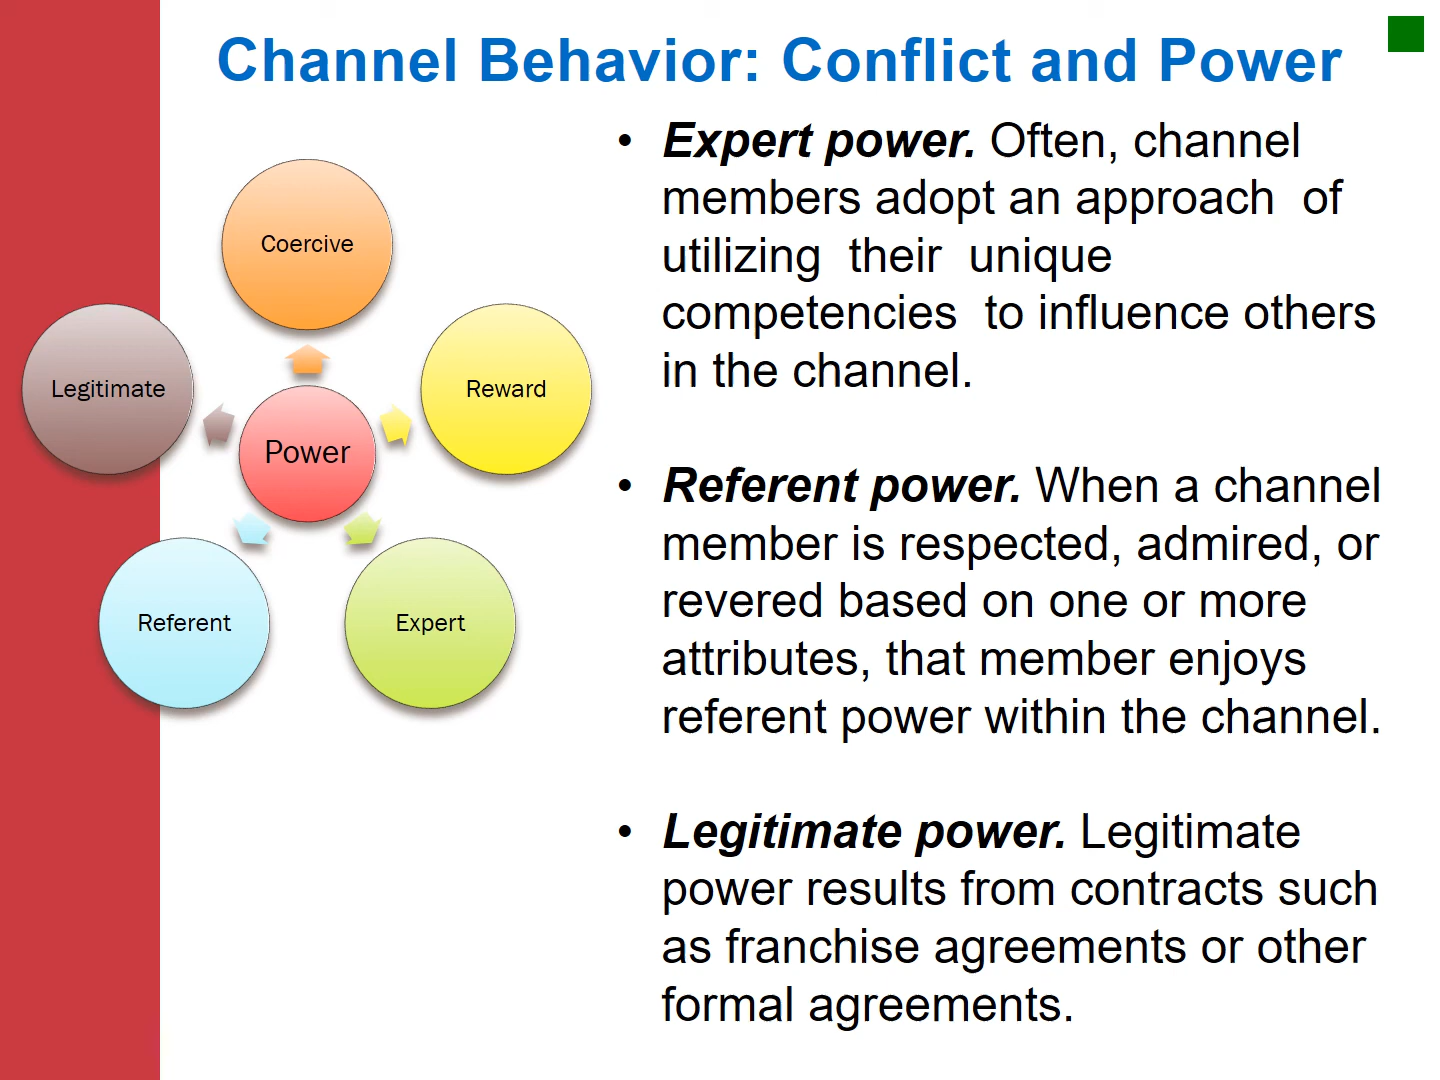 Channel Behavior: Conflict and Power
Coercive
Legitimate
Reward
Power
Referent
Expert
• Expert power. Often, channel
members adopt an approach of
utilizing their unique
competencies to influence others
in the channel.
• Referent power. When a channel
member is respected, admired, or
revered based on one or more
attributes, that member enjoys
referent power within the channel.
• Legitimate power. Legitimate
power results from contracts such
as franchise agreements or other
formal agreements.